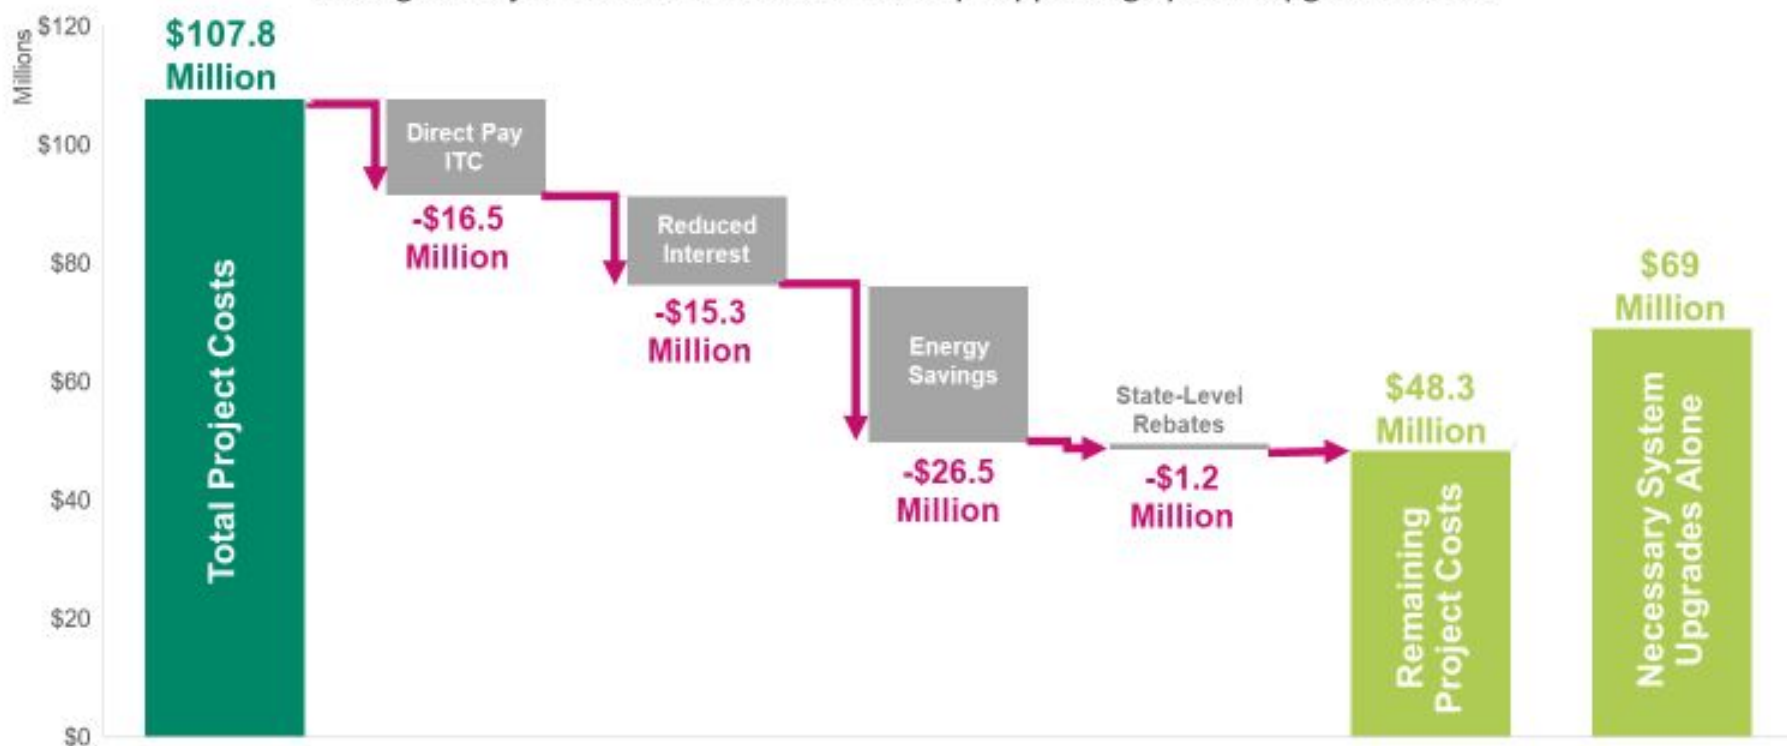 Millions
$120
$100
$80
$60
$40
$20
$0
$107.8
Million
Total Project Costs
Direct Pay
ITC
-$16.5
Million
Reduced
Interest
-$15.3
Million
Energy
Savings
-$26.5
Million
State-Level
Rebates
-$1.2
Million
$48.3
Million
Remaining
Project Costs
$69
Million
Necessary System
Upgrades Alone